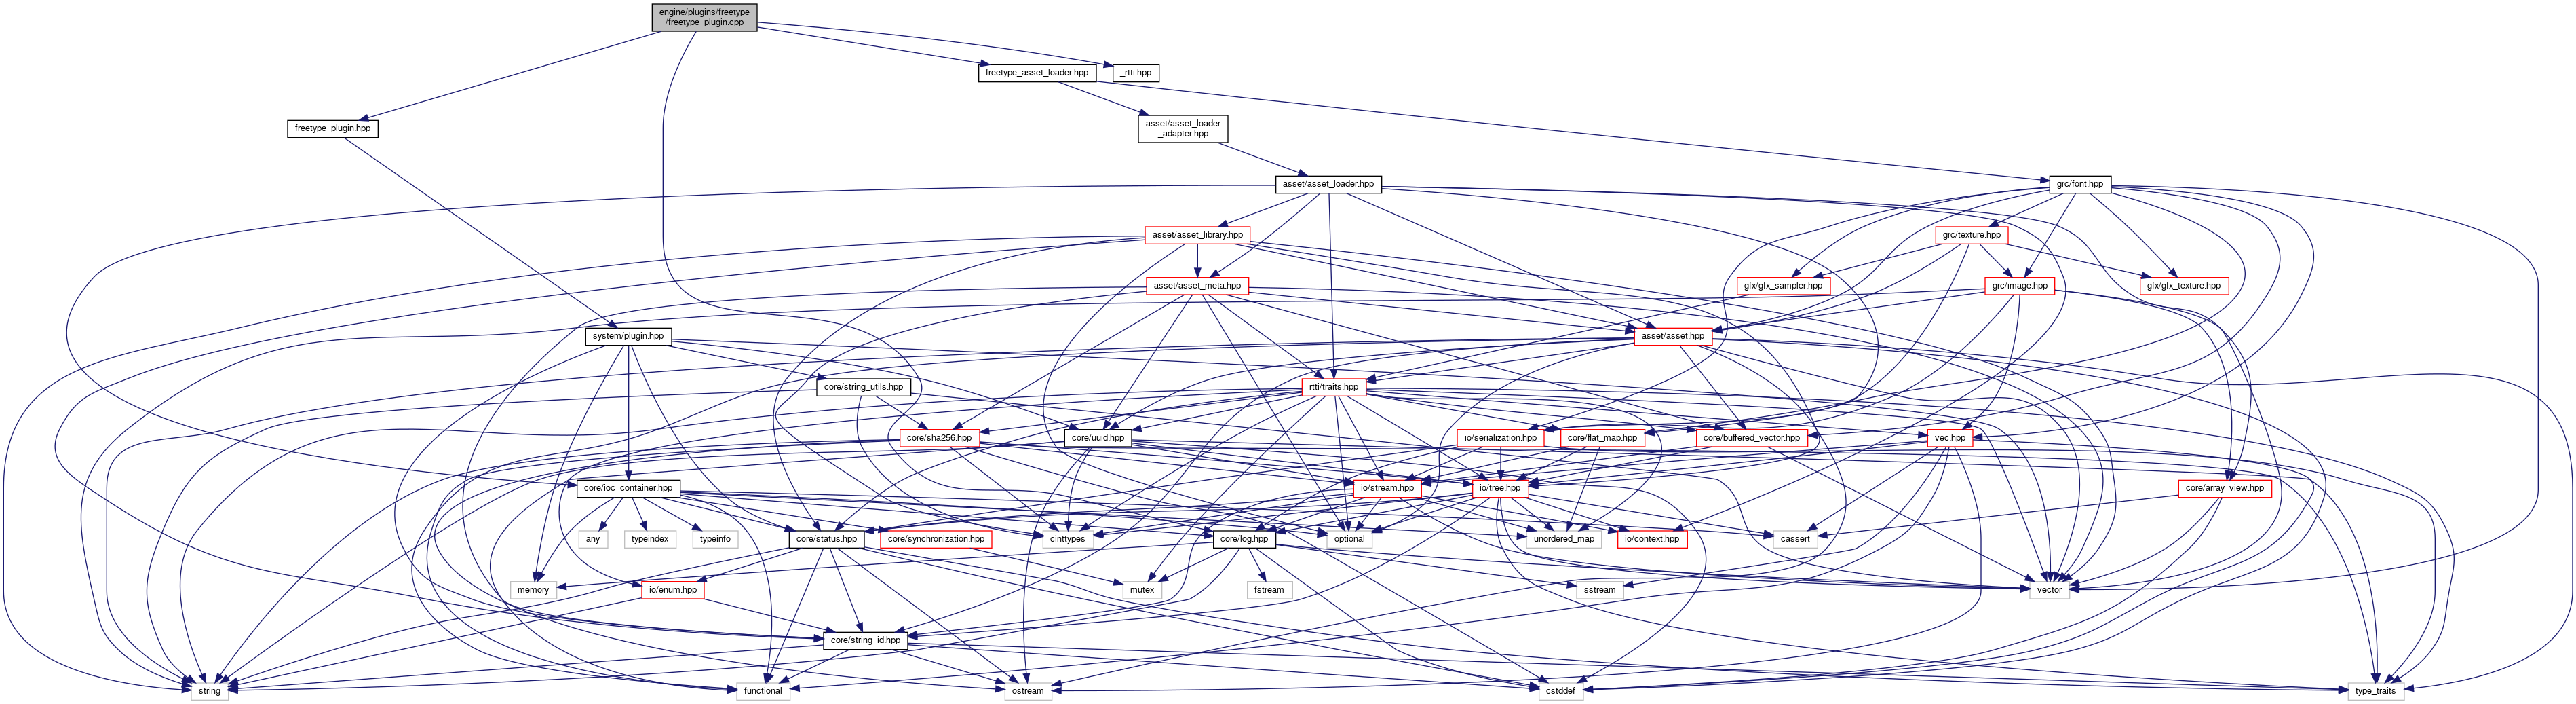 engine/plugins/freetype
/freetype_plugin.cpp
freetype_asset_loader.hpp
_rtti.hpp
freetype_plugin.hpp
asset/asset_loader
_adapter.hpp
asset/asset_loader.hpp
grc/font.hpp
asset/asset_library.hpp
grc/texture.hpp
asset/asset_meta.hpp
gfx/gfx_sampler.hpp
grc/image.hpp
gfx/gfx_texture.hpp
system/plugin.hpp
asset/asset.hpp
core/string_utils.hpp
rtti/traits.hpp
core/sha256.hpp
core/uuid.hpp
io/serialization.hpp
core/flat_map.hpp
core/buffered_vector.hpp
vec.hpp
core/ioc_container.hpp
io/stream.hpp
io/tree.hpp
core/array_view.hpp
any
typeindex
typeinfo
core/status.hpp
core/synchronization.hpp
cinttypes
core/log.hpp
optional
unordered_map
io/context.hpp
cassert
memory
io/enum.hpp
mutex
fstream
sstream
vector
core/string_id.hpp
string
functional
ostream
cstddef
type_traits